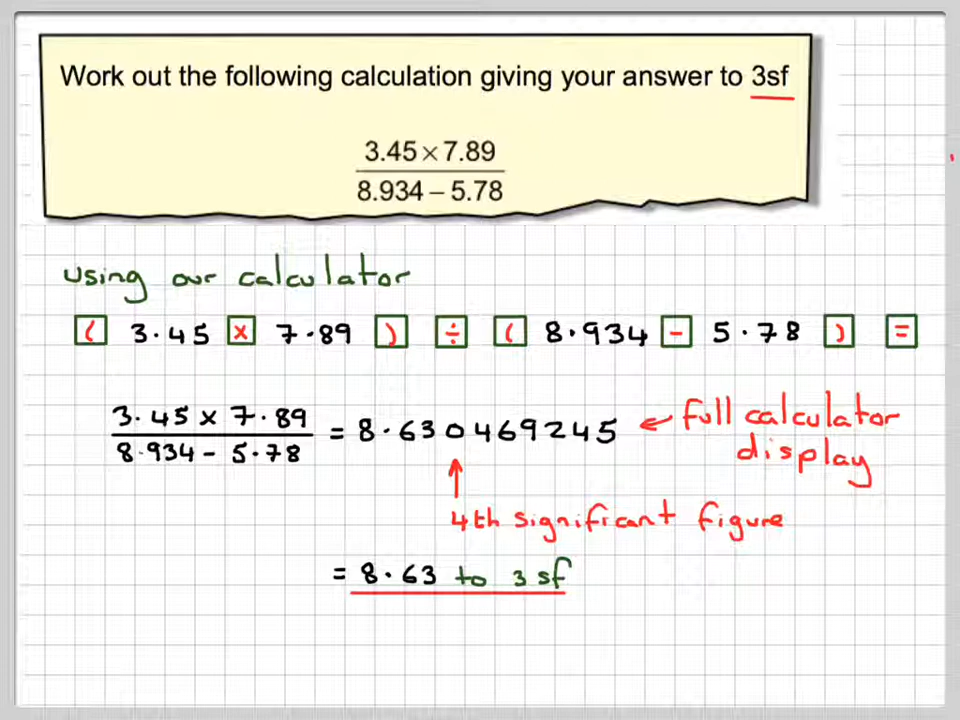 Work out the following calculation giving your answer to 3sf
3.45 × 7.89
8.934 – 5.78
using our calculator
( 3.45 × 7.89 ) ÷ ( 8.934 - 5.78 ) =
3.45 × 7.89
8.934 - 5.78
= 8.630469245
← full calculator
display
↑
4th significant figure
= 8.63 to 3 sf